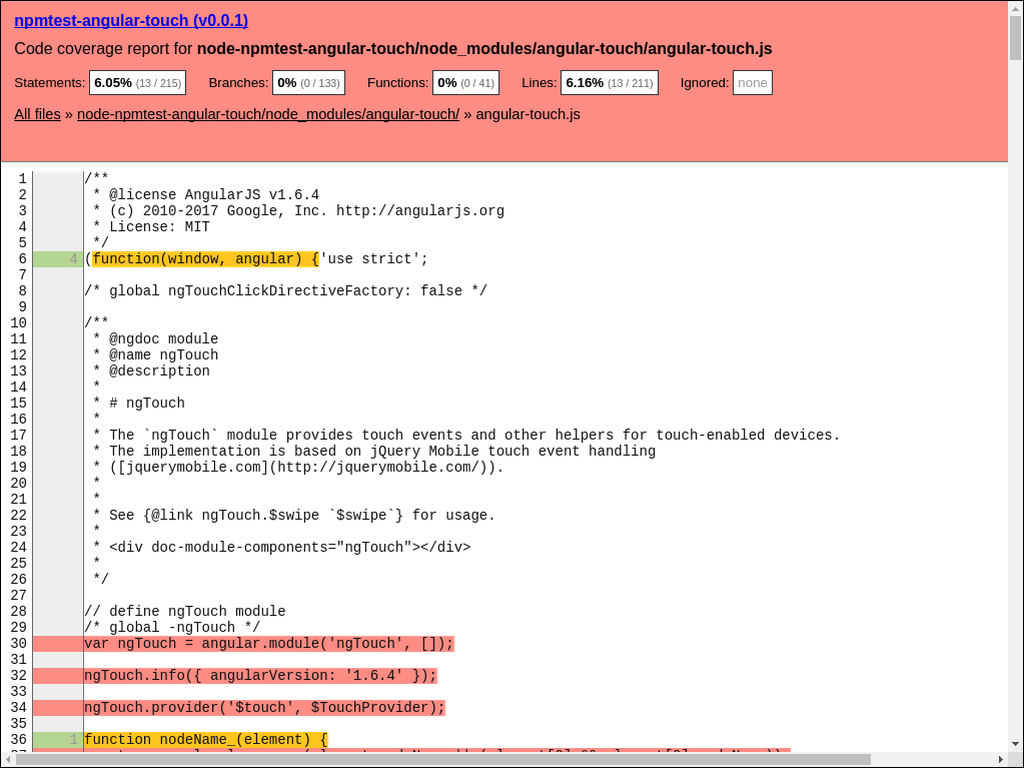 npmtest-angular-touch (v0.0.1)
Code coverage report for node-npmtest-angular-touch/node_modules/angular-touch/angular-touch.js
Statements: 6.05% (13 / 215) Branches: 0% (0 / 133) Functions: 0% (0 / 41) Lines: 6.16% (13 / 211) Ignored: none
All files » node-npmtest-angular-touch/node_modules/angular-touch/ » angular-touch.js
1 /**
2 * @license AngularJS v1.6.4
3 * (c) 2010-2017 Google, Inc. http://angularjs.org
4 * License: MIT
5 */
6 4 (function(window, angular) {'use strict';
7
8 /* global ngTouchClickDirectiveFactory: false */
9
10 /**
11 * @ngdoc module
12 * @name ngTouch
13 * @description
14 *
15 * # ngTouch
16 *
17 * The `ngTouch` module provides touch events and other helpers for touch-enabled devices.
18 * The implementation is based on jQuery Mobile touch event handling
19 * ([jquerymobile.com](http://jquerymobile.com/)).
20 *
21 *
22 * See {@link ngTouch.$swipe `$swipe`} for usage.
23 *
24 * <div doc-module-components="ngTouch"></div>
25 *
26 */
27
28 // define ngTouch module
29 /* global -ngTouch */
30 var ngTouch = angular.module('ngTouch', []);
31
32 ngTouch.info({ angularVersion: '1.6.4' });
33
34 ngTouch.provider('$touch', $TouchProvider);
35
36 1 function nodeName_(element) {